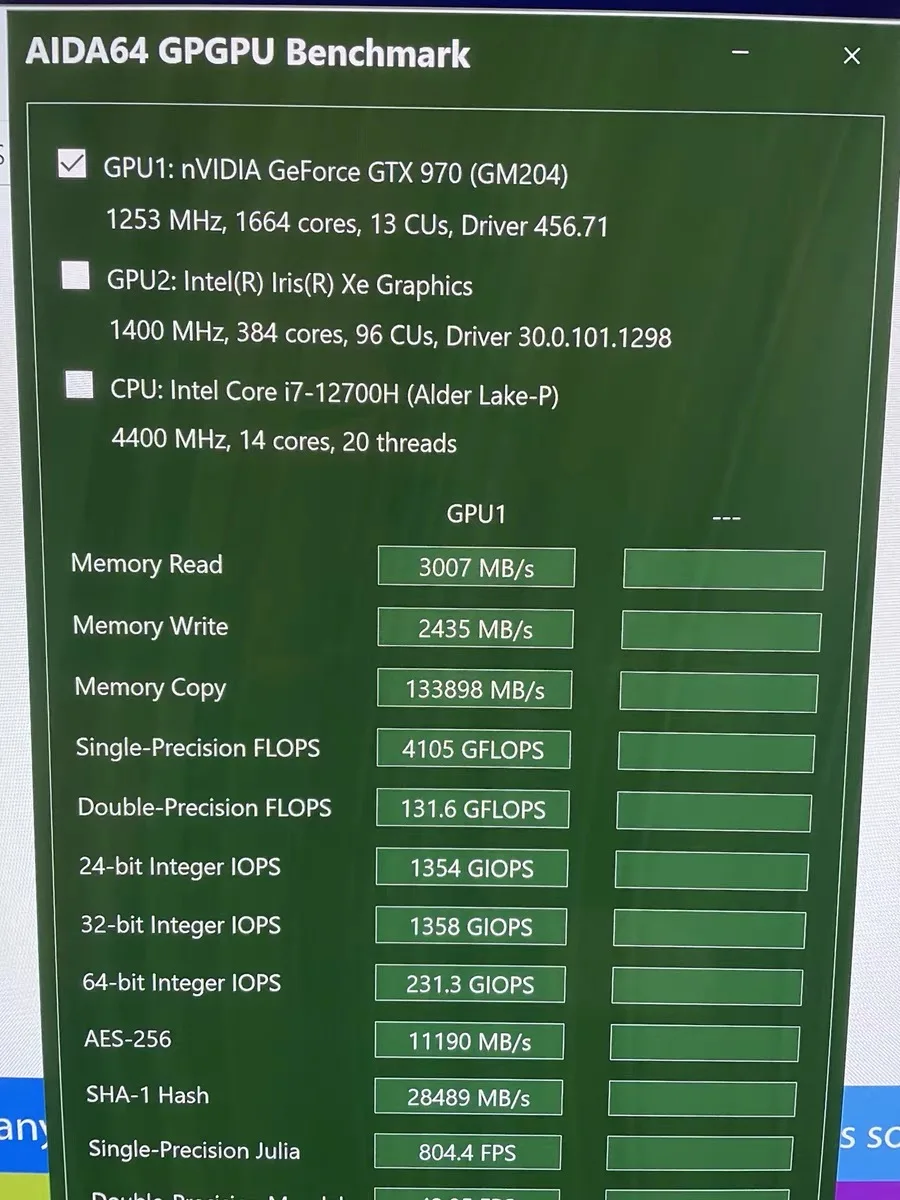 AIDA64 GPGPU Benchmark
GPU1: nVIDIA GeForce GTX 970 (GM204)
1253 MHz, 1664 cores, 13 CUs, Driver 456.71
GPU2: Intel(R) Iris(R) Xe Graphics
1400 MHz, 384 cores, 96 CUs, Driver 30.0.101.1298
CPU: Intel Core i7-12700H (Alder Lake-P)
4400 MHz, 14 cores, 20 threads
GPU1 ---
Memory Read 3007 MB/s
Memory Write 2435 MB/s
Memory Copy 133898 MB/s
Single-Precision FLOPS 4105 GFLOPS
Double-Precision FLOPS 131.6 GFLOPS
24-bit Integer IOPS 1354 GIOPS
32-bit Integer IOPS 1358 GIOPS
64-bit Integer IOPS 231.3 GIOPS
AES-256 11190 MB/s
SHA-1 Hash 28489 MB/s
any s so
Single-Precision Julia 804.4 FPS